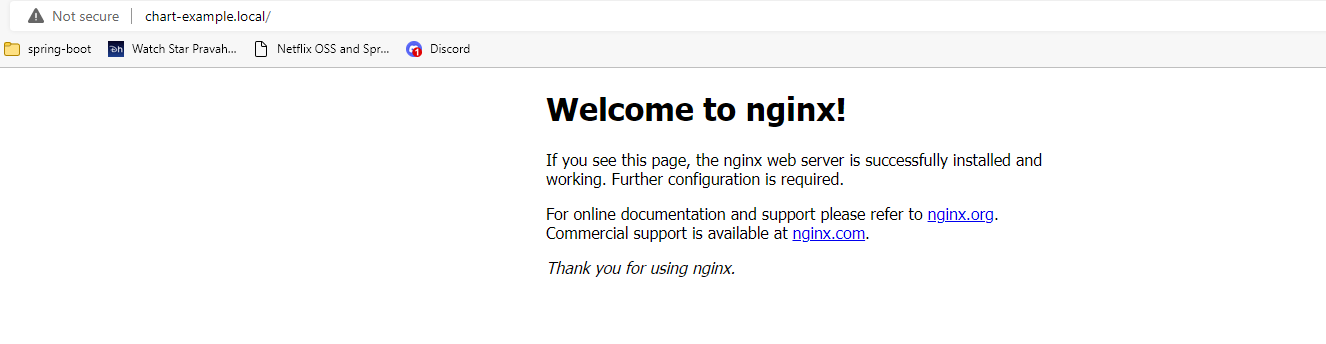 Not secure chart-example.local/
spring-boot Watch Star Pravah... Netflix OSS and Spr... 1 Discord
Welcome to nginx!
If you see this page, the nginx web server is successfully installed and
working. Further configuration is required.
For online documentation and support please refer to nginx.org.
Commercial support is available at nginx.com.
Thank you for using nginx.